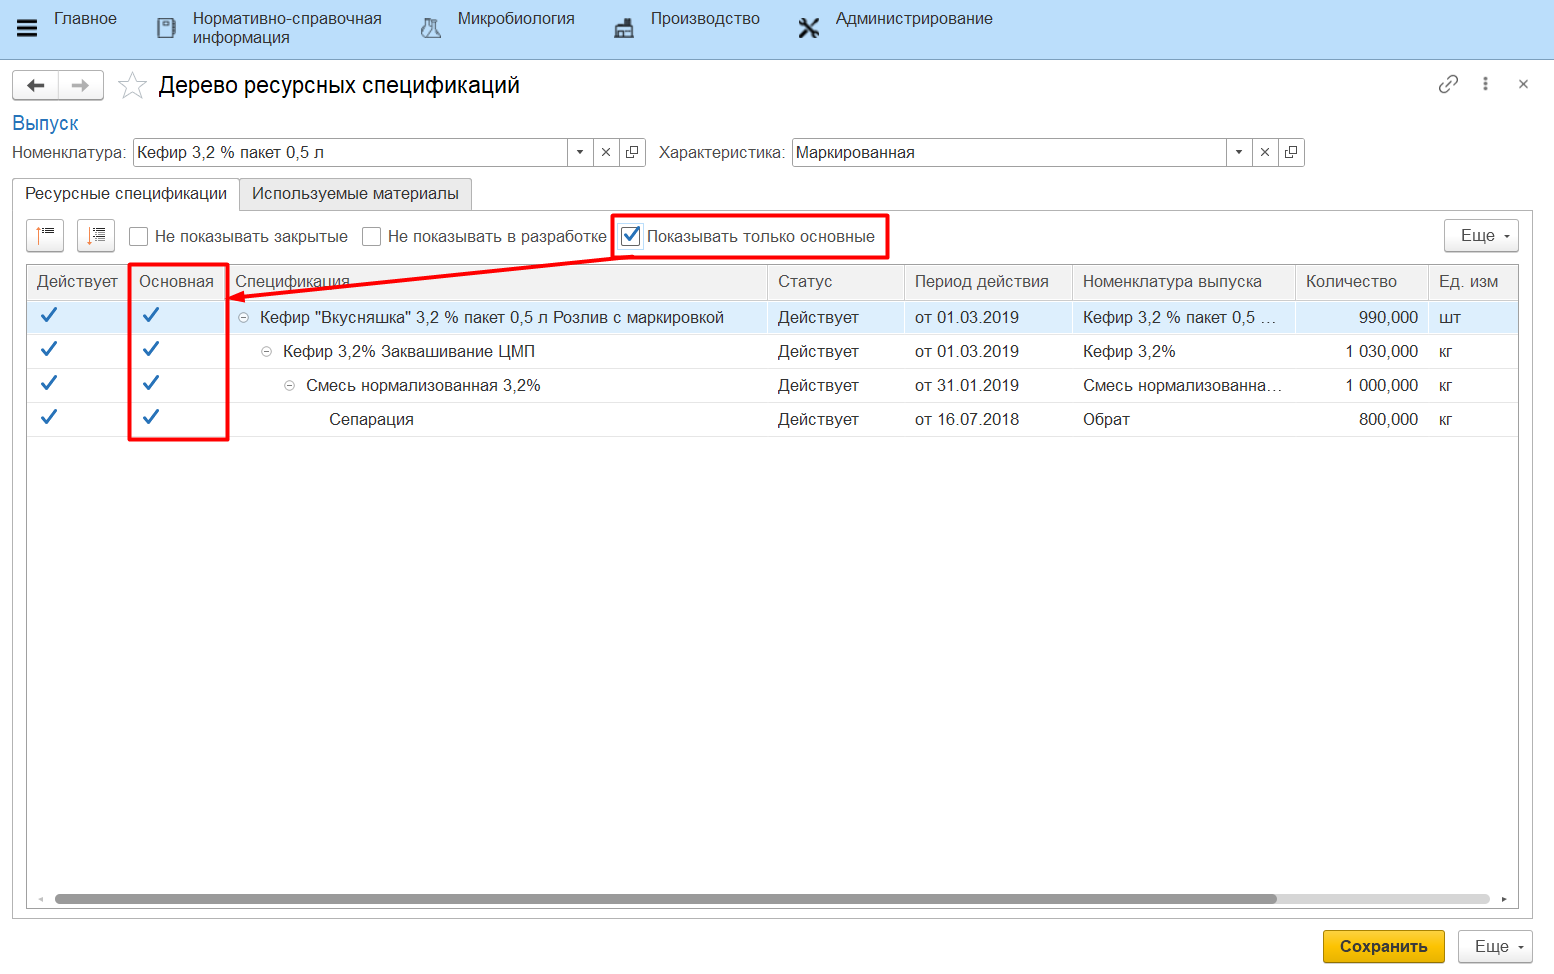 Главное
Нормативно-справочная
информация
Микробиология
Производство
Администрирование
Дерево ресурсных спецификаций
Выпуск
Номенклатура: Кефир 3,2 % пакет 0,5 л Характеристика: Маркированная
Ресурсные спецификации Используемые материалы
Не показывать закрытые Не показывать в разработке Показывать только основные Еще
Действует Основная Спецификация Статус Период действия Номенклатура выпуска Количество Ед. изм
Кефир "Вкусняшка" 3,2 % пакет 0,5 л Розлив с маркировкой Действует от 01.03.2019 Кефир 3,2 % пакет 0,5 ... 990,000 шт
Кефир 3,2% Заквашивание ЦМП Действует от 01.03.2019 Кефир 3,2% 1 030,000 кг
Смесь нормализованная 3,2% Действует от 31.01.2019 Смесь нормализованна... 1 000,000 кг
Сепарация Действует от 16.07.2018 Обрат 800,000 кг
Сохранить Еще